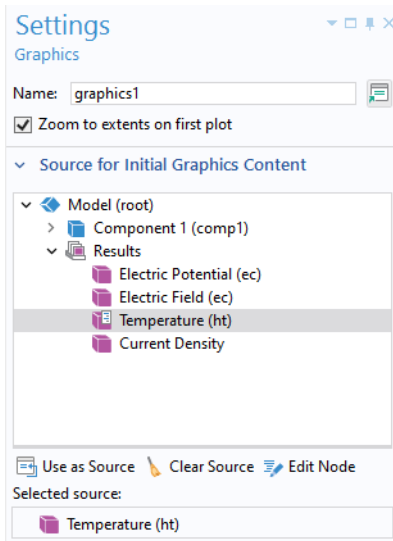 Settings
Graphics
Name: graphics1
Zoom to extents on first plot
Source for Initial Graphics Content
Model (root)
Component 1 (comp1)
Results
Electric Potential (ec)
Electric Field (ec)
Temperature (ht)
Current Density
Use as Source Clear Source Edit Node
Selected source:
Temperature (ht)